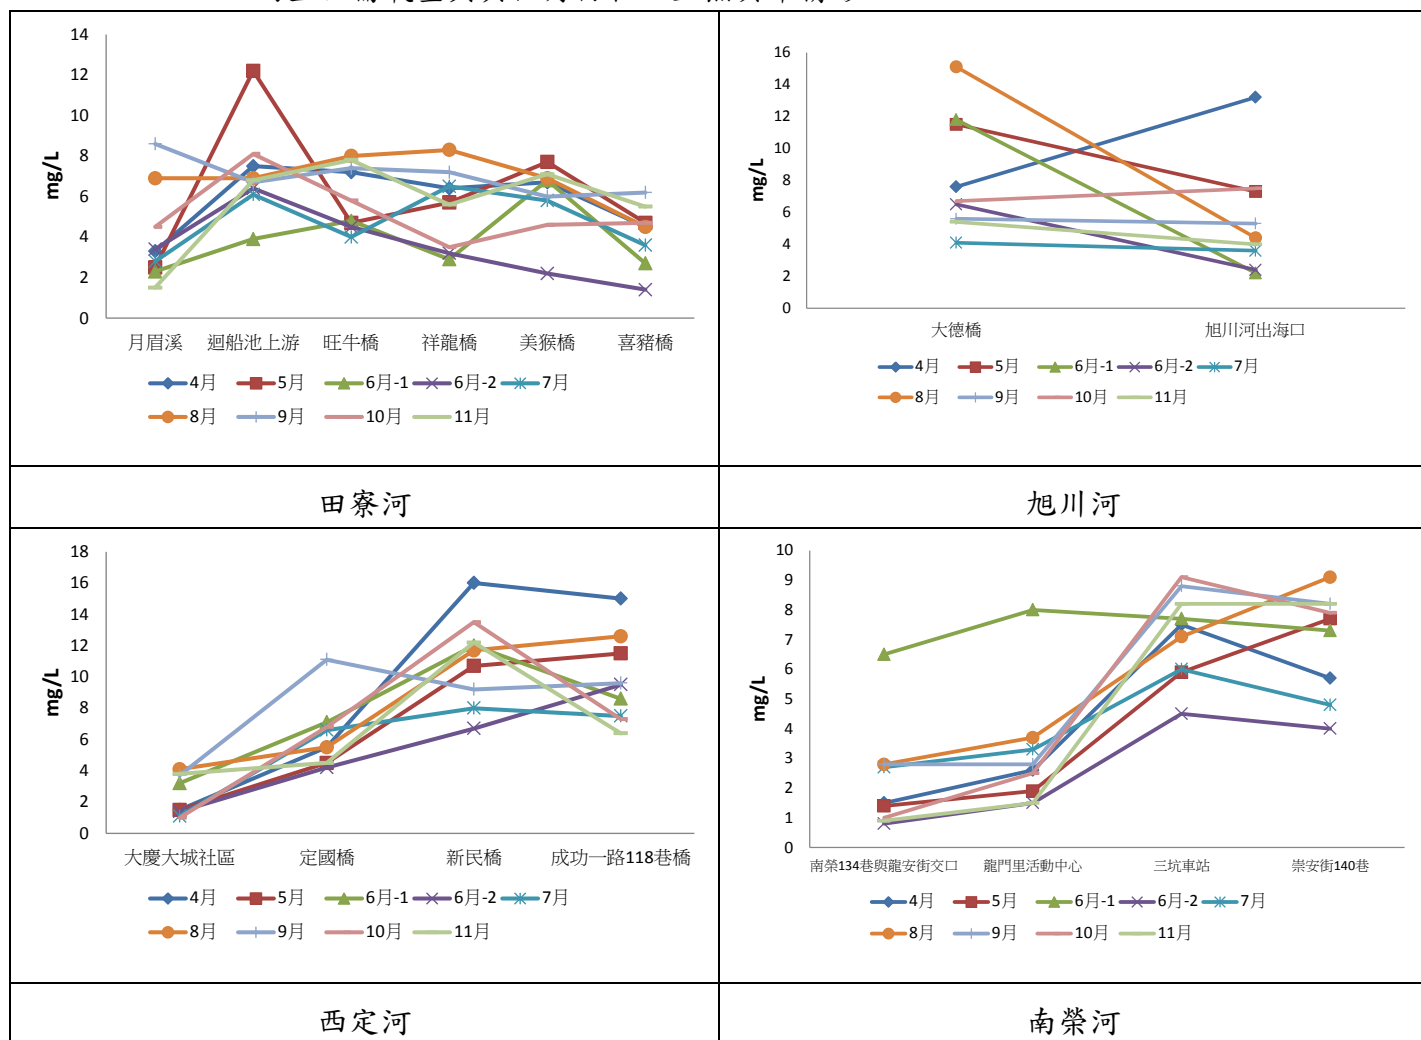 14
12
10
8
6
4
2
0
mg/L
月眉溪 迴船池上游 旺牛橋 祥龍橋 美猴橋 喜豬橋
4月 5月 6月-1 6月-2 7月
8月 9月 10月 11月
16
14
12
10
8
6
4
2
0
mg/L
大德橋 旭川河出海口
4月 5月 6月-1 6月-2 7月
8月 9月 10月 11月
田寮河 旭川河
18
16
14
12
10
8
6
4
2
0
mg/L
大慶大城社區 定國橋 新民橋 成功一路118巷橋
4月 5月 6月-1 6月-2 7月
8月 9月 10月 11月
10
9
8
7
6
5
4
3
2
1
0
mg/L
南榮134巷與龍安街交口 龍門里活動中心 三坑車站 崇安街140巷
4月 5月 6月-1 6月-2 7月
8月 9月 10月 11月
西定河 南榮河